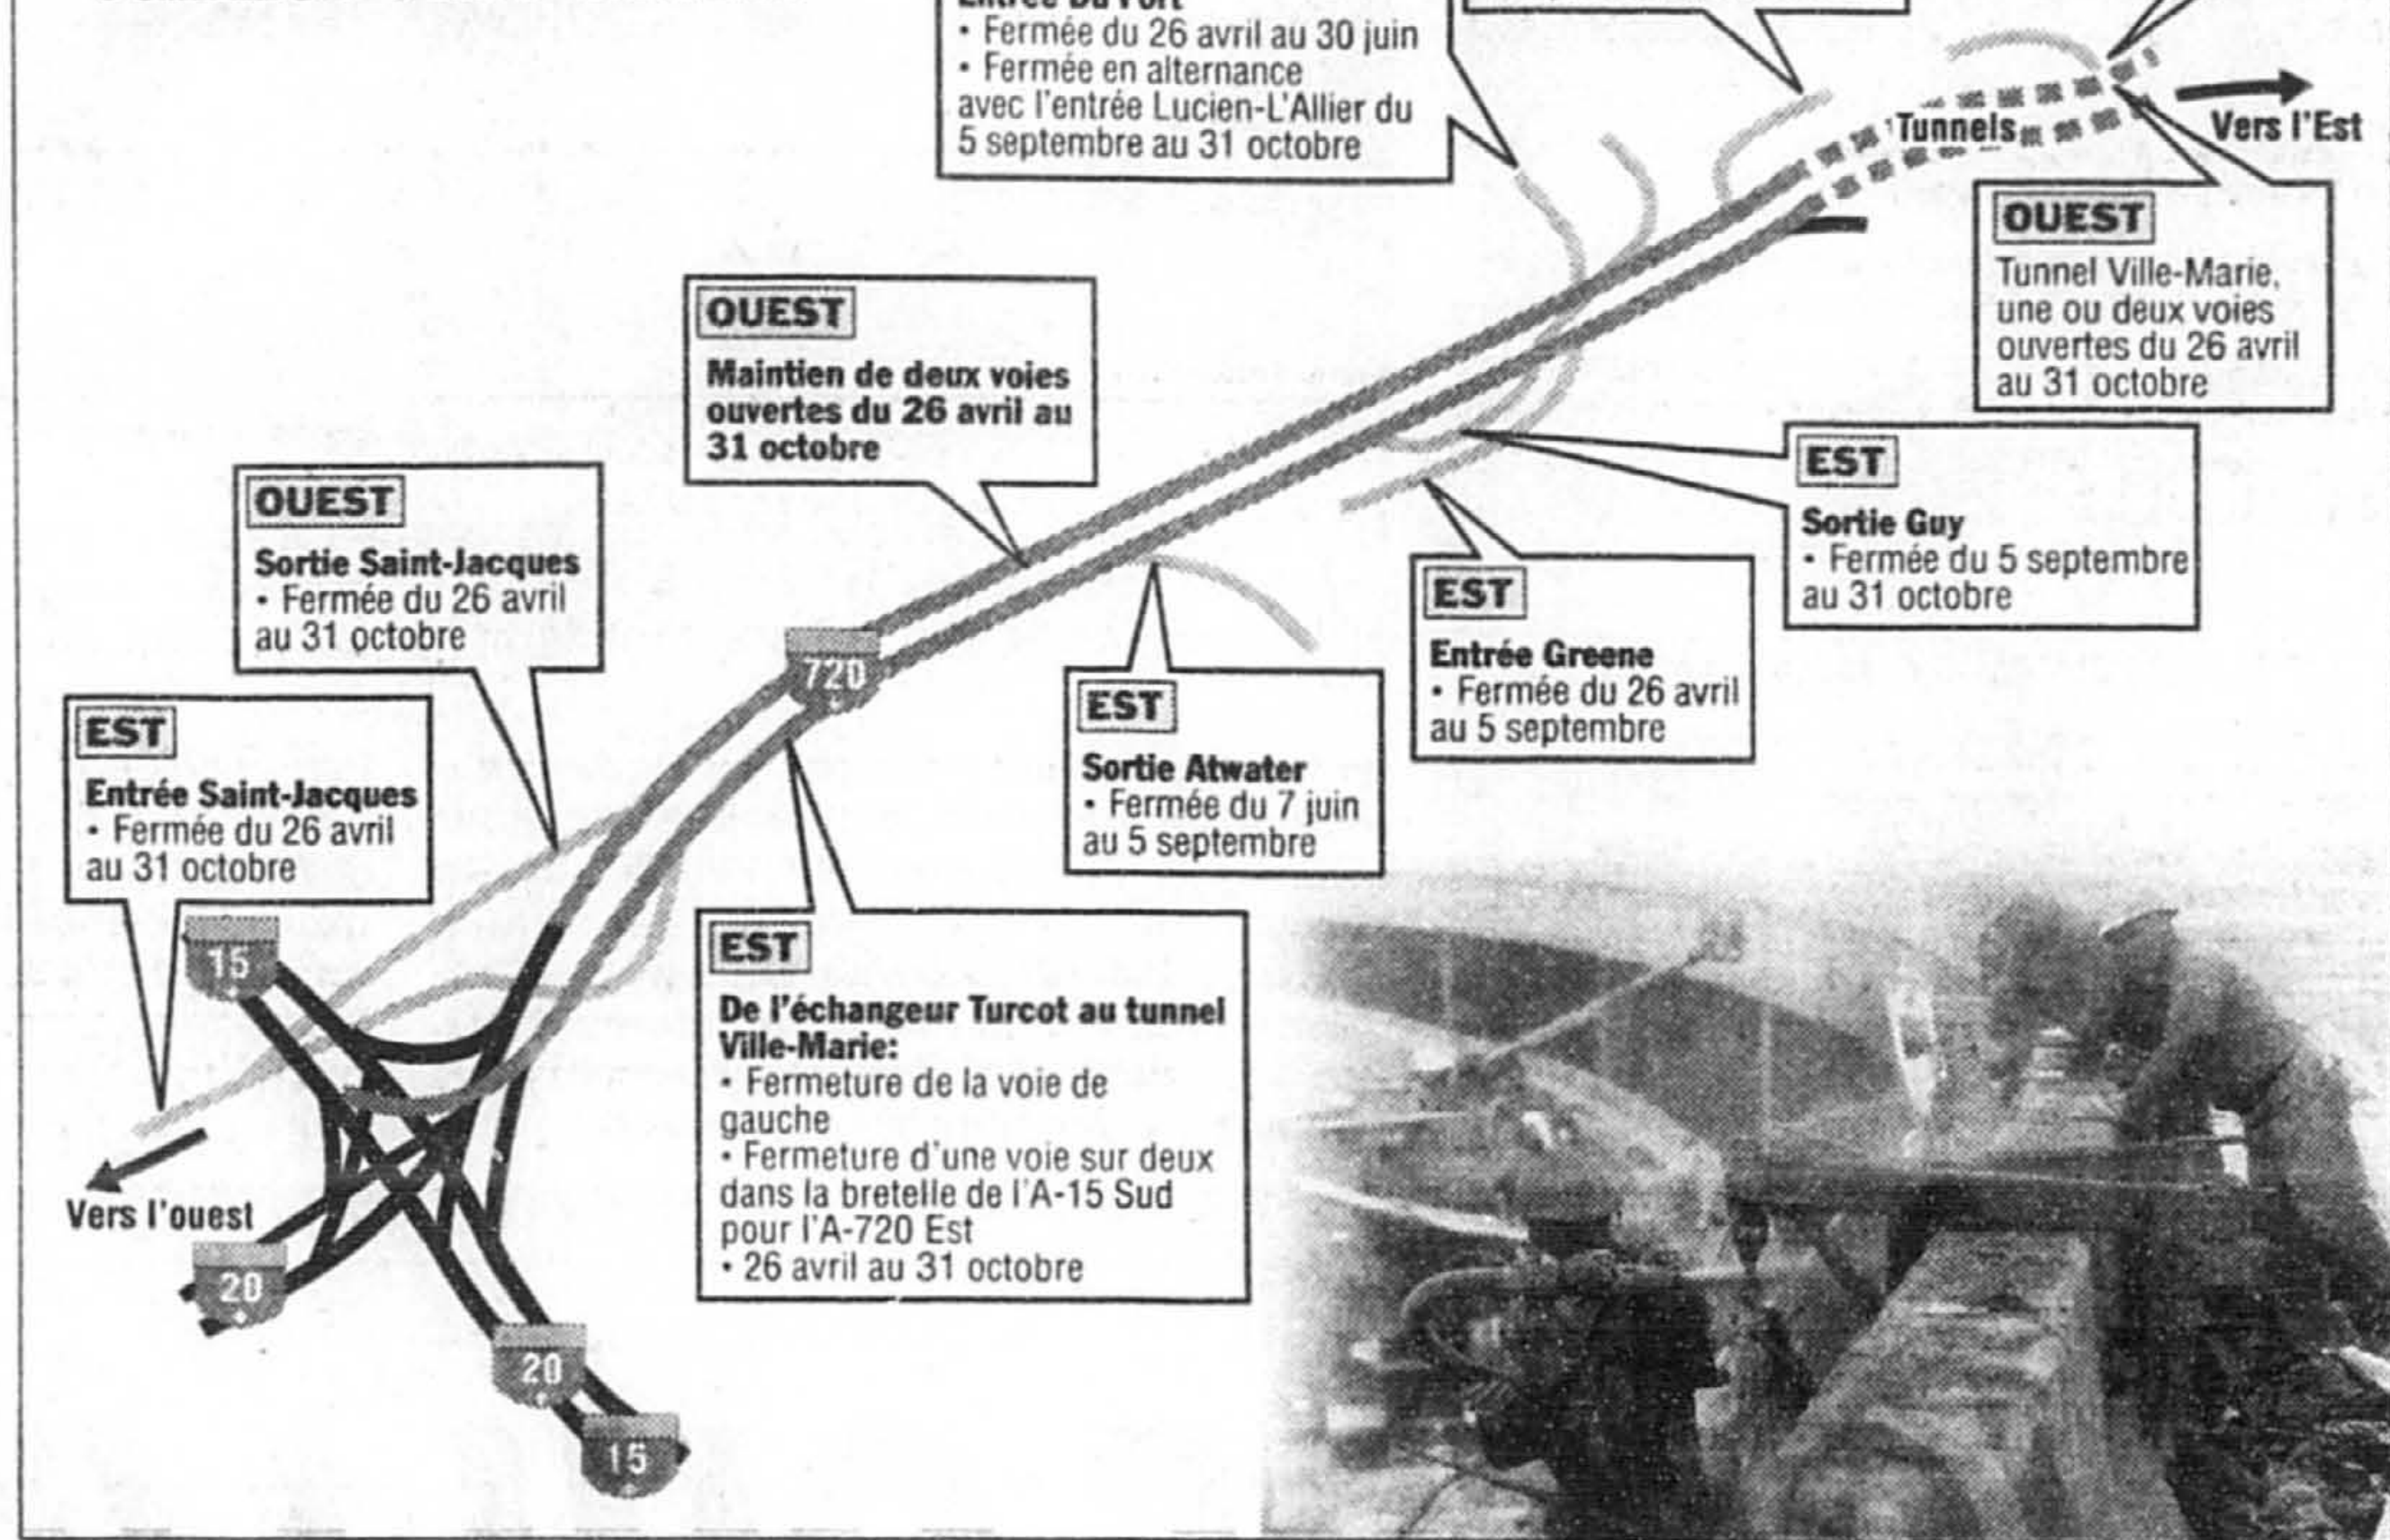 • Fermée du 26 avril au 30 juin
• Fermée en alternance
avec l'entrée Lucien-L'Allier du
5 septembre au 31 octobre
Tunnels
Vers l'Est
OUEST
Tunnel Ville-Marie,
une ou deux voies
ouvertes du 26 avril
au 31 octobre
OUEST
Maintien de deux voies
ouvertes du 26 avril au
31 octobre
EST
Sortie Guy
• Fermée du 5 septembre
au 31 octobre
OUEST
Sortie Saint-Jacques
• Fermée du 26 avril
au 31 octobre
EST
Entrée Greene
• Fermée du 26 avril
au 5 septembre
720
EST
Sortie Atwater
• Fermée du 7 juin
au 5 septembre
EST
Entrée Saint-Jacques
• Fermée du 26 avril
au 31 octobre
15
EST
De l'échangeur Turcot au tunnel
Ville-Marie:
• Fermeture de la voie de
gauche
• Fermeture d'une voie sur deux
dans la bretelle de l'A-15 Sud
pour l'A-720 Est
• 26 avril au 31 octobre
Vers l'ouest
20
20
15